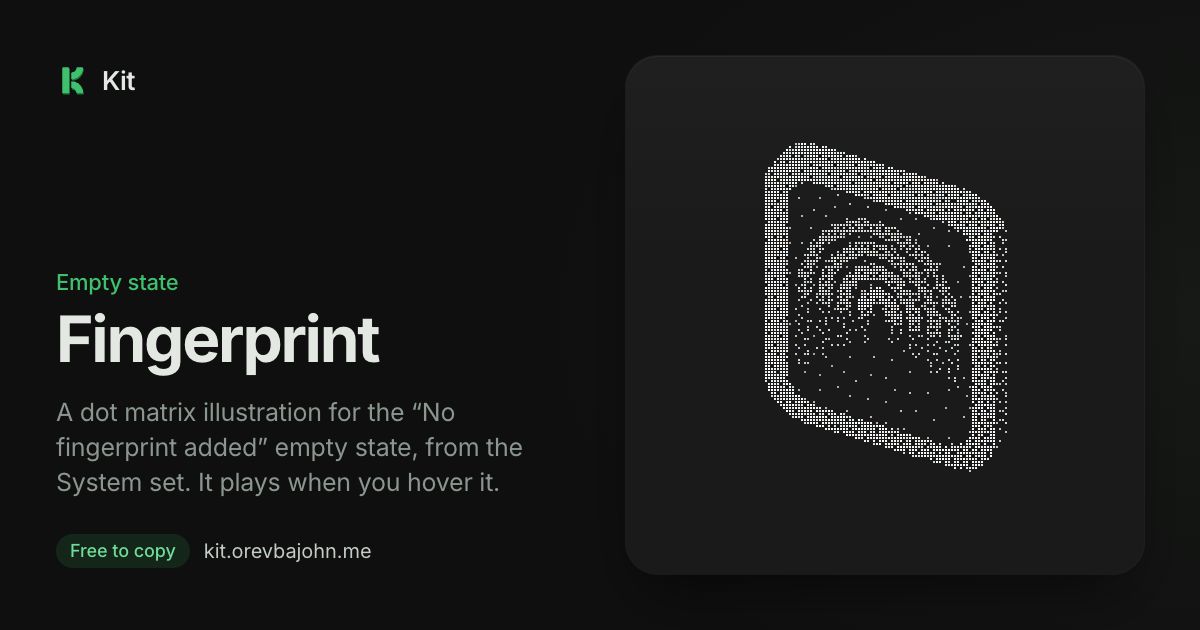 Kit
Empty state
Fingerprint
A dot matrix illustration for the “No
fingerprint added” empty state, from the
System set. It plays when you hover it.
Free to copy
kit.orevbajohn.me